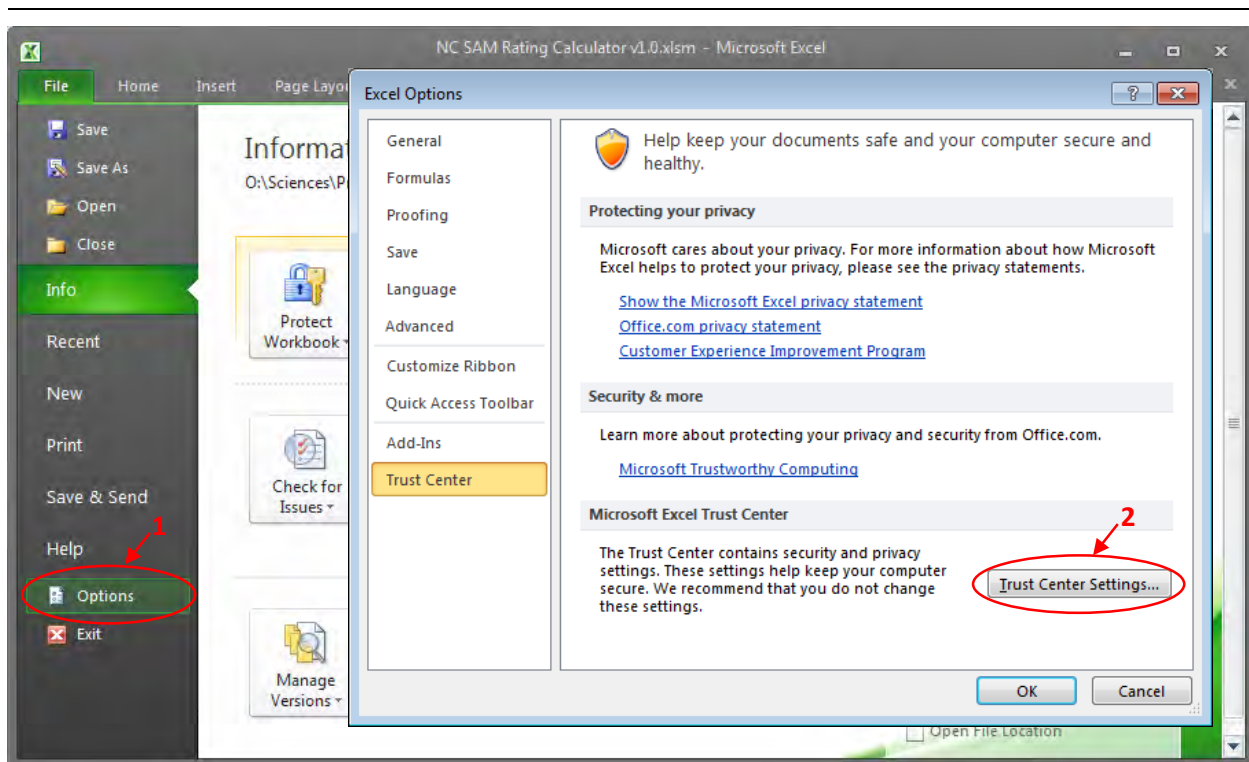 NC SAM Rating Calculator v1.0.xlsm - Microsoft Excel
File Home Insert Page Layou
Save
Save As
Open
Close
Info
Recent
New
Print
Save & Send
1
Help
Options
Exit
Informat
O:\Sciences\P
Protect
Workbook
Check for
Issues
Manage
Versions
Excel Options
General
Formulas
Proofing
Save
Language
Advanced
Customize Ribbon
Quick Access Toolbar
Add-Ins
Trust Center
Help keep your documents safe and your computer secure and
healthy.
Protecting your privacy
Microsoft cares about your privacy. For more information about how Microsoft
Excel helps to protect your privacy, please see the privacy statements.
Show the Microsoft Excel privacy statement
Office.com privacy statement
Customer Experience Improvement Program
Security & more
Learn more about protecting your privacy and security from Office.com.
Microsoft Trustworthy Computing
Microsoft Excel Trust Center
2
The Trust Center contains security and privacy
settings. These settings help keep your computer
secure. We recommend that you do not change
these settings.
Trust Center Settings...
OK Cancel
Open File Location